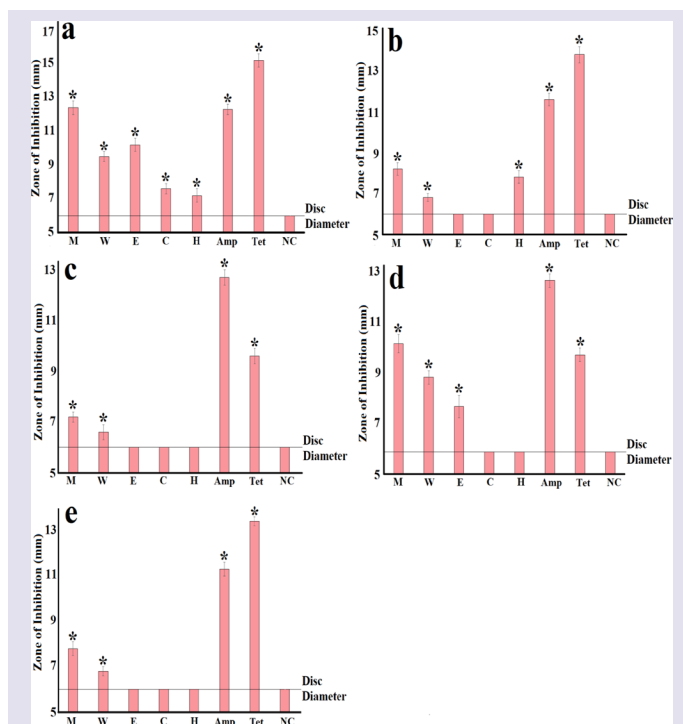 a
Zone of Inhibition (mm)
17
15
13
11
9
7
5
* * * * * * *
Disc
Diameter
M W E C H Amp Tet NC
b
Zone of Inhibition (mm)
15
13
11
9
7
5
* * * * *
Disc
Diameter
M W E C H Amp Tet NC
c
Zone of Inhibition (mm)
13
11
9
7
5
* * * *
Disc
Diameter
M W E C H Amp Tet NC
d
Zone of Inhibition (mm)
13
11
9
7
5
* * * * *
Disc
Diameter
M W E C H Amp Tet NC
e
Zone of Inhibition (mm)
13
11
9
7
5
* * * *
Disc
Diameter
M W E C H Amp Tet NC